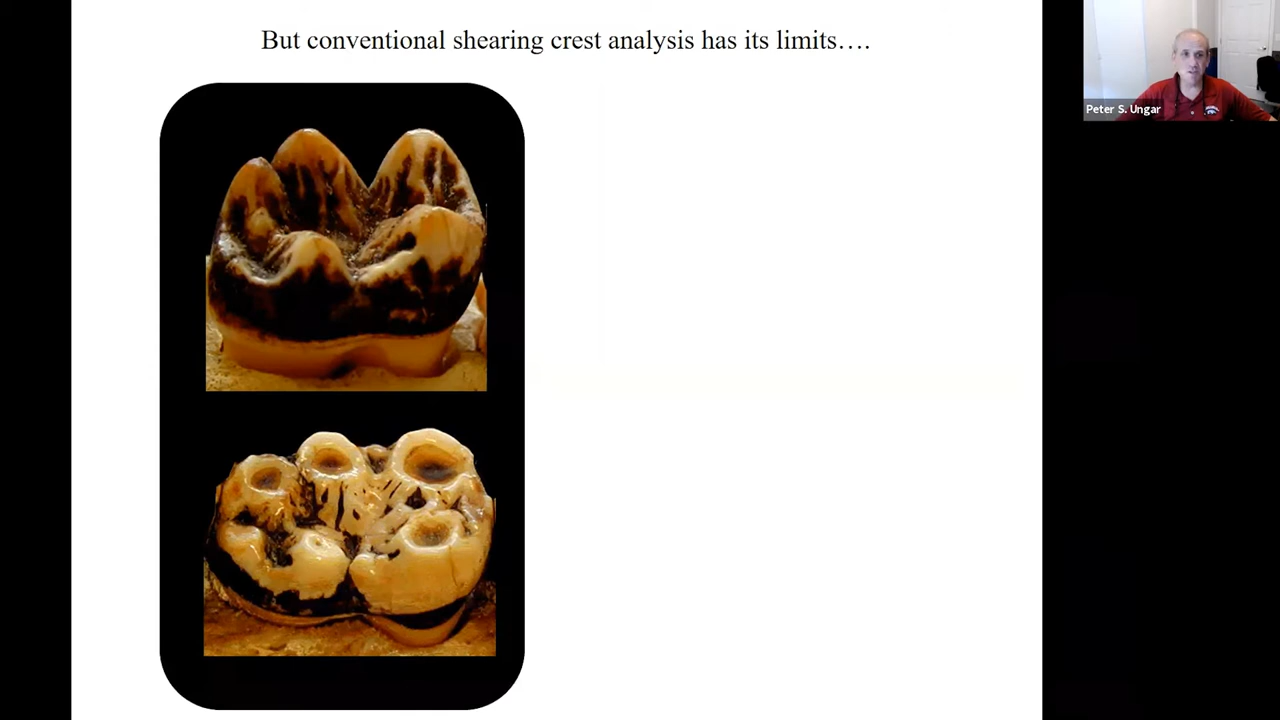 But conventional shearing crest analysis has its limits….
Peter S. Ungar